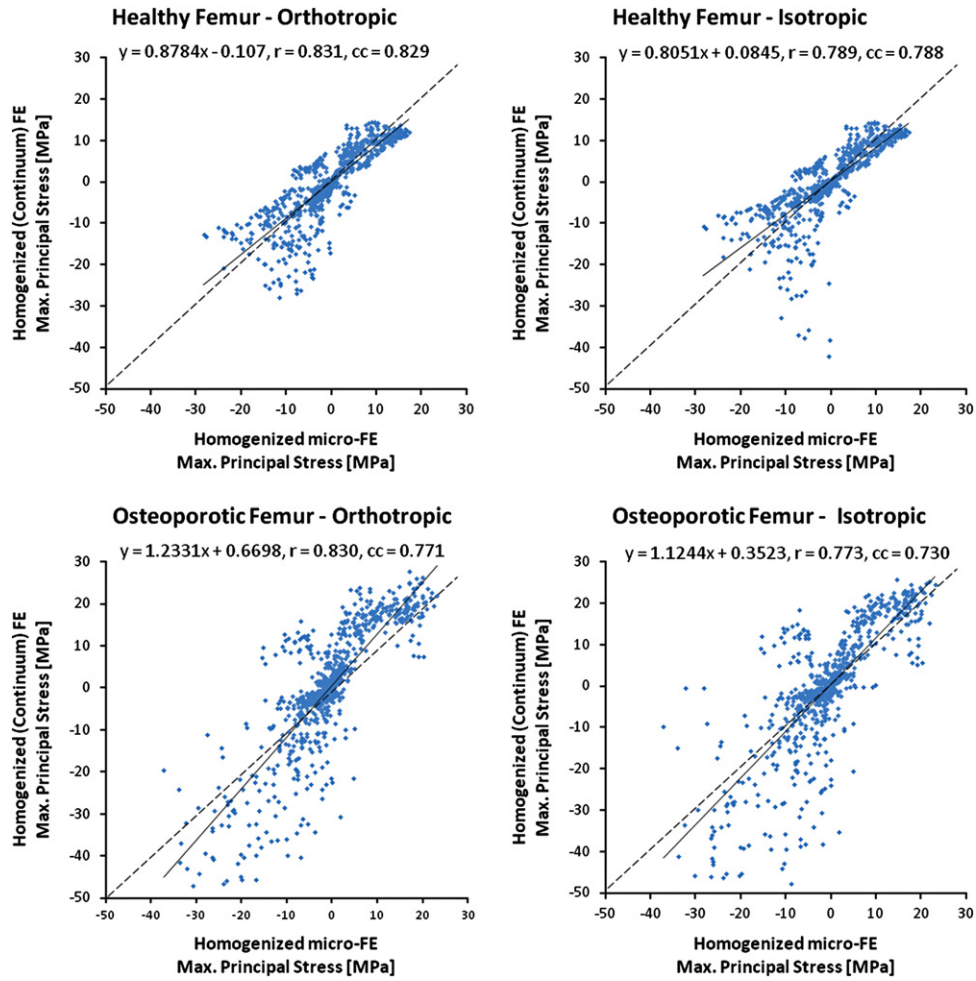 Healthy Femur - Orthotropic
y = 0.8784x - 0.107, r = 0.831, cc = 0.829
30
20
10
0
-10
-20
-30
-40
-50
-50 -40 -30 -20 -10 0 10 20 30
Homogenized (Continuum) FE
Max. Principal Stress [MPa]
Homogenized micro-FE
Max. Principal Stress [MPa]
Healthy Femur - Isotropic
y = 0.8051x + 0.0845, r = 0.789, cc = 0.788
30
20
10
0
-10
-20
-30
-40
-50
-50 -40 -30 -20 -10 0 10 20 30
Homogenized (Continuum) FE
Max. Principal Stress [MPa]
Homogenized micro-FE
Max. Principal Stress [MPa]
Osteoporotic Femur - Orthotropic
y = 1.2331x + 0.6698, r = 0.830, cc = 0.771
30
20
10
0
-10
-20
-30
-40
-50
-50 -40 -30 -20 -10 0 10 20 30
Homogenized (Continuum) FE
Max. Principal Stress [MPa]
Homogenized micro-FE
Max. Principal Stress [MPa]
Osteoporotic Femur - Isotropic
y = 1.1244x + 0.3523, r = 0.773, cc = 0.730
30
20
10
0
-10
-20
-30
-40
-50
-50 -40 -30 -20 -10 0 10 20 30
Homogenized (Continuum) FE
Max. Principal Stress [MPa]
Homogenized micro-FE
Max. Principal Stress [MPa]